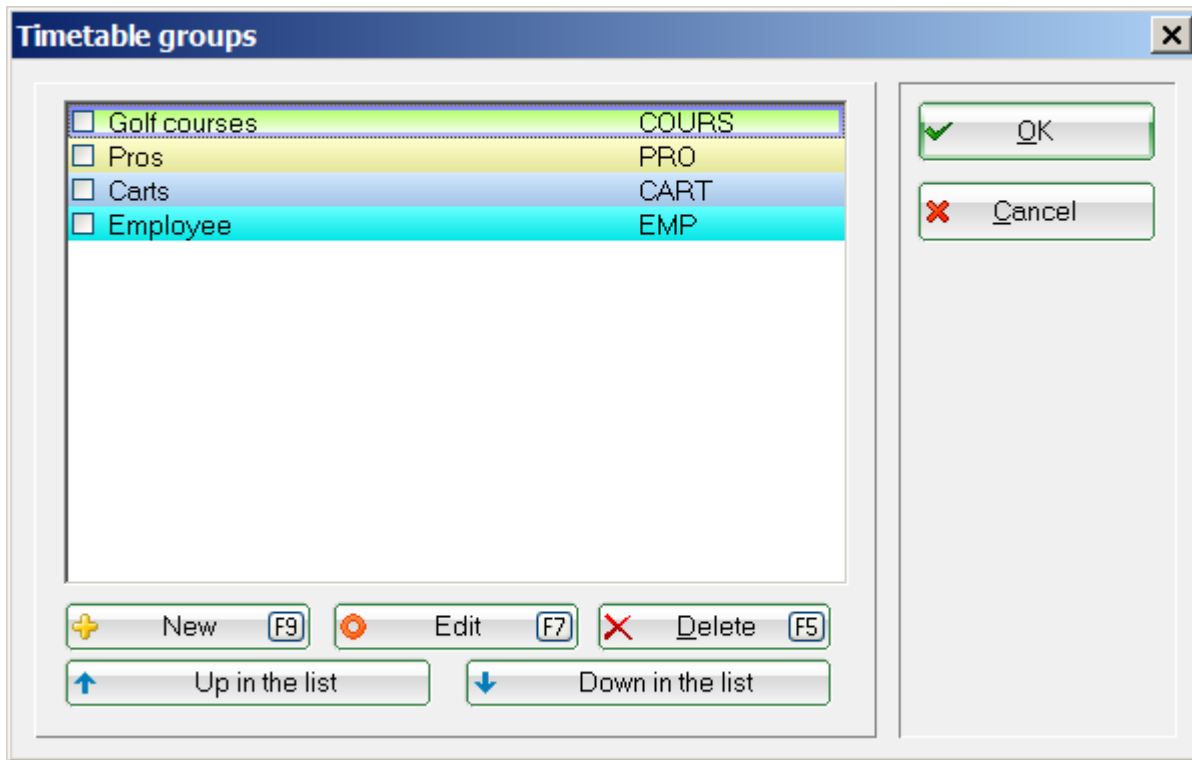 Timetable groups
Golf courses COURS
Pros PRO
Carts CART
Employee EMP
OK
Cancel
New F9 Edit F7 Delete F5
Up in the list Down in the list